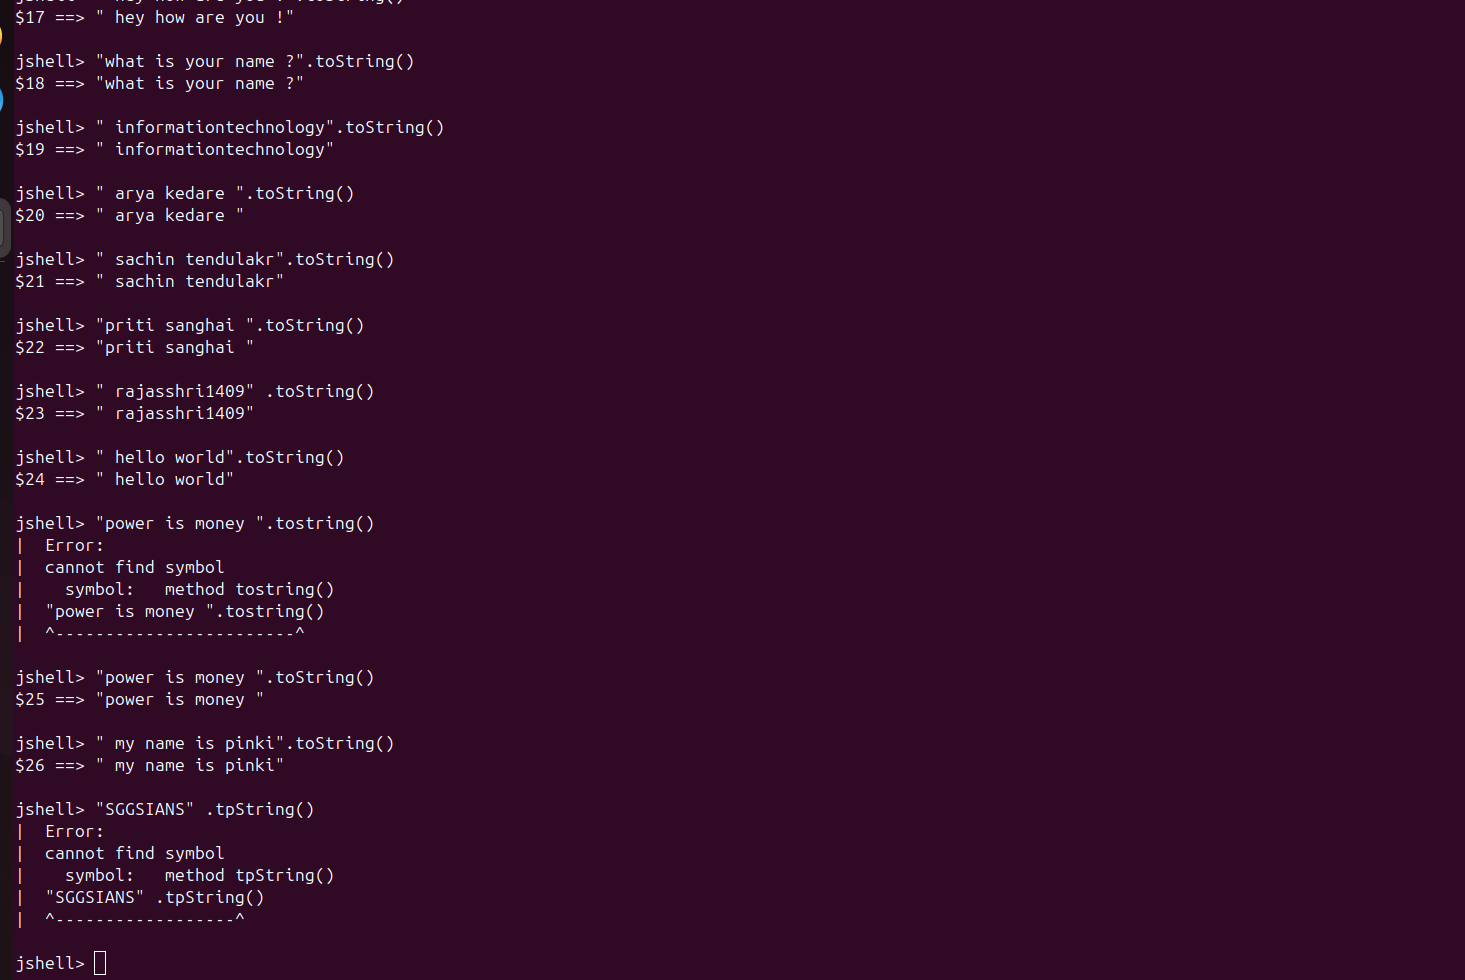 $17 ==> " hey how are you !"
jshell> "what is your name ?".toString()
$18 ==> "what is your name ?"
jshell> " informationtechnology".toString()
$19 ==> " informationtechnology"
jshell> " arya kedare ".toString()
$20 ==> " arya kedare "
jshell> " sachin tendulakr".toString()
$21 ==> " sachin tendulakr"
jshell> "priti sanghai ".toString()
$22 ==> "priti sanghai "
jshell> " rajasshri1409" .toString()
$23 ==> " rajasshri1409"
jshell> " hello world".toString()
$24 ==> " hello world"
jshell> "power is money ".tostring()
|  Error:
|  cannot find symbol
|    symbol:   method tostring()
|  "power is money ".tostring()
|  ^------------------------^
jshell> "power is money ".toString()
$25 ==> "power is money "
jshell> " my name is pinki".toString()
$26 ==> " my name is pinki"
jshell> "SGGSIANS" .tpString()
|  Error:
|  cannot find symbol
|    symbol:   method tpString()
|  "SGGSIANS" .tpString()
|  ^------------------^
jshell>